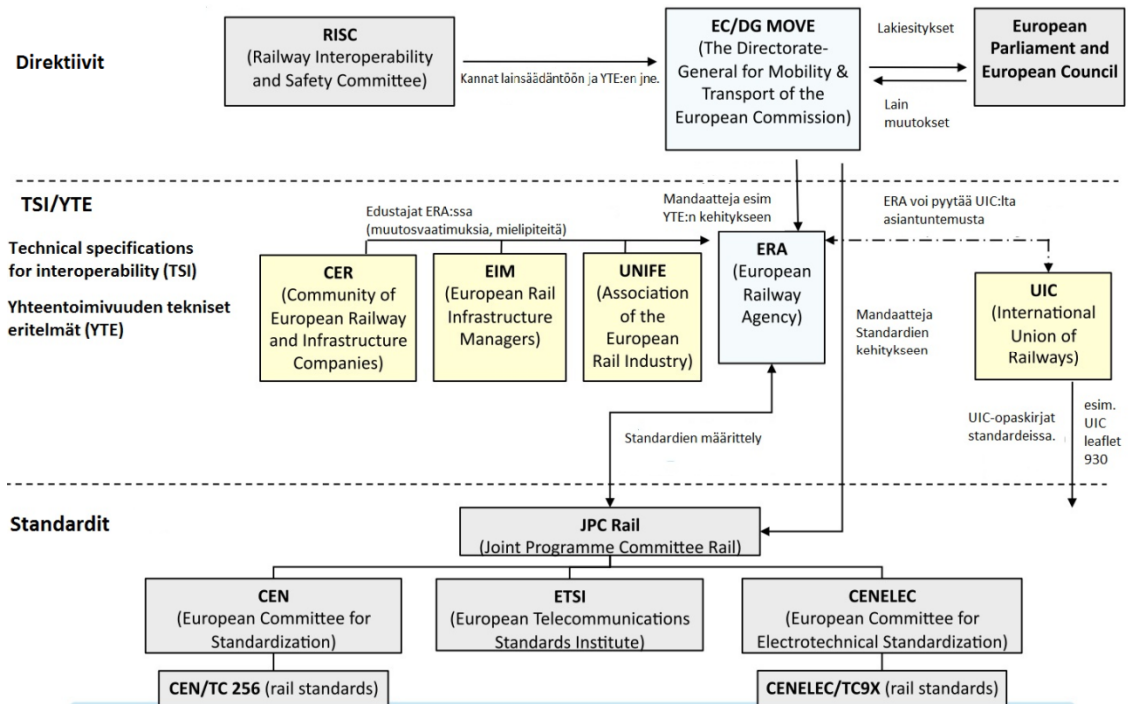 Direktiivit
RISC
(Railway Interoperability
and Safety Committee)
Kannat lainsäädäntöön ja YTE:en jne.
EC/DG MOVE
(The Directorate-
General for Mobility &
Transport of the
European Commission)
Lakiesitykset
Lain
muutokset
European
Parliament and
European Council
TSI/YTE
Technical specifications
for interoperability (TSI)
Yhteentoimivuuden tekniset
eritelmät (YTE)
Edustajat ERA:ssa
(muutosvaatimuksia, mielipiteitä)
Mandaatteja esim
YTE:n kehitykseen
ERA voi pyytää UIC:lta
asiantuntemusta
CER
(Community of
European Railway
and Infrastructure
Companies)
EIM
(European Rail
Infrastructure
Managers)
UNIFE
(Association
of the
European
Rail Industry)
ERA
(European
Railway
Agency)
Mandaatteja
Standardien
kehitykseen
UIC
(International
Union of
Railways)
Standardien määrittely
UIC-opaskirjat
standardeissa.
esim.
UIC
leaflet
930
Standardit
JPC Rail
(Joint Programme Committee Rail)
CEN
(European Committee for
Standardization)
ETSI
(European Telecommunications
Standards Institute)
CENELEC
(European Committee for
Electrotechnical Standardization)
CEN/TC 256 (rail standards)
CENELEC/TC9X (rail standards)